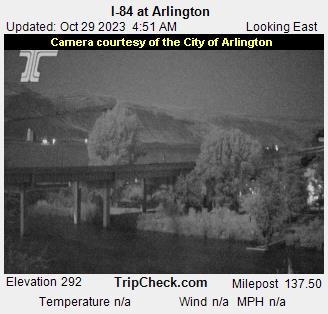 I-84 at Arlington
Updated: Oct 29 2023 4:51 AM Looking East
Camera courtesy of the City of Arlington
Elevation 292 TripCheck.com Milepost 137.50
Temperature n/a Wind n/a MPH n/a